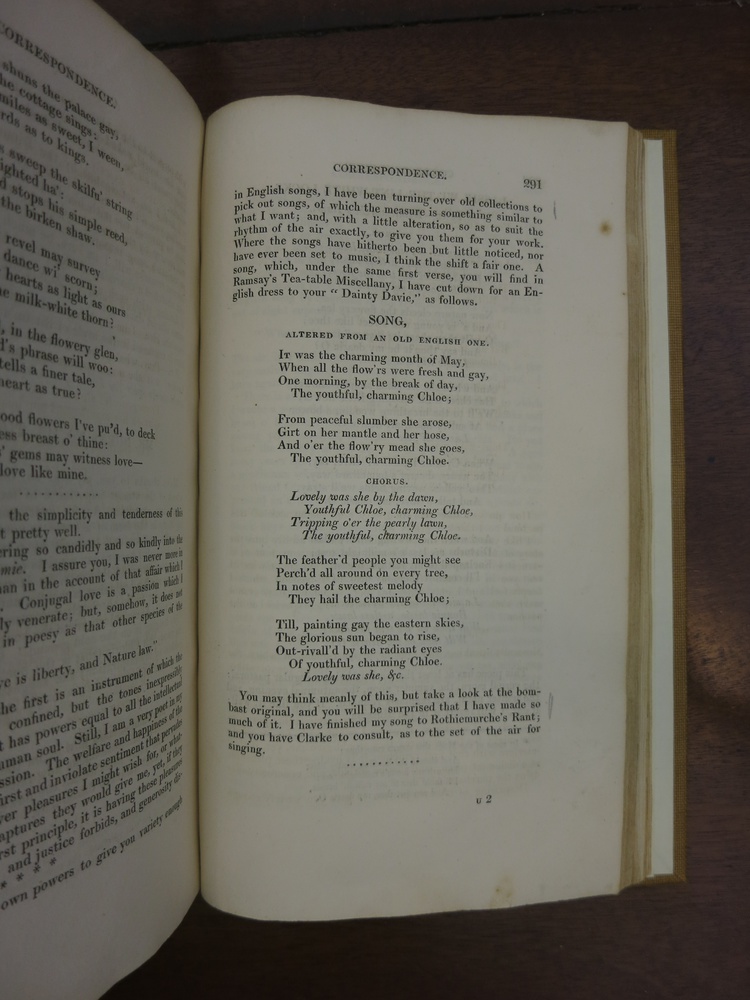 CORRESPONDENCE.
shuns the palace gay,
the cottage sings:
smiles as sweet, I ween,
as to kings.
sweep the skilfu' string
ighted ha':
stops his simple reed,
the birken shaw.
revel may survey
dance wi' scorn;
hearts as light as ours
milk-white thorn?
in the flowery glen,
's phrase will woo:
tells a finer tale,
heart as true?
flowers I've pu'd, to deck
breast o' thine:
gems may witness love—
love like mine.
............
the simplicity and tenderness of this
pretty well.
ering so candidly and so kindly into the
mie. I assure you, I was never more in
an in the account of that affair which I
. Conjugal love is a passion which I
ly venerate; but, somehow, it does not
in poesy as that other species of the
is liberty, and Nature law."
the first is an instrument of which the
confined, but the tones inexpressibly
has powers equal to all the intellectual
human soul. Still, I am a very poet in my
ssion. The welfare and happiness of the
first and inviolate sentiment that pervades
ver pleasures I might wish for, or what-
raptures they would give me, yet, if they
rst principle, it is having these pleasures
and justice forbids, and generosity dis-
* * * *
own powers to give you variety enough
CORRESPONDENCE. 291
in English songs, I have been turning over old collections to
pick out songs, of which the measure is something similar to
what I want; and, with a little alteration, so as to suit the
rhythm of the air exactly, to give you them for your work.
Where the songs have hitherto been but little noticed, nor
have ever been set to music, I think the shift a fair one. A
song, which, under the same first verse, you will find in
Ramsay's Tea-table Miscellany, I have cut down for an En-
glish dress to your "Dainty Davie," as follows.
SONG,
ALTERED FROM AN OLD ENGLISH ONE.
IT was the charming month of May,
When all the flow'rs were fresh and gay,
One morning, by the break of day,
The youthful, charming Chloe;
From peaceful slumber she arose,
Girt on her mantle and her hose,
And o'er the flow'ry mead she goes,
The youthful, charming Chloe.
CHORUS.
Lovely was she by the dawn,
Youthful Chloe, charming Chloe,
Tripping o'er the pearly lawn,
The youthful, charming Chloe.
The feather'd people you might see
Perch'd all around on every tree,
In notes of sweetest melody
They hail the charming Chloe;
Till, painting gay the eastern skies,
The glorious sun began to rise,
Out-rivall'd by the radiant eyes
Of youthful, charming Chloe.
Lovely was she, &c.
You may think meanly of this, but take a look at the bom-
bast original, and you will be surprised that I have made so
much of it. I have finished my song to Rothiemurche's Rant;
and you have Clarke to consult, as to the set of the air for
singing.
............
U 2